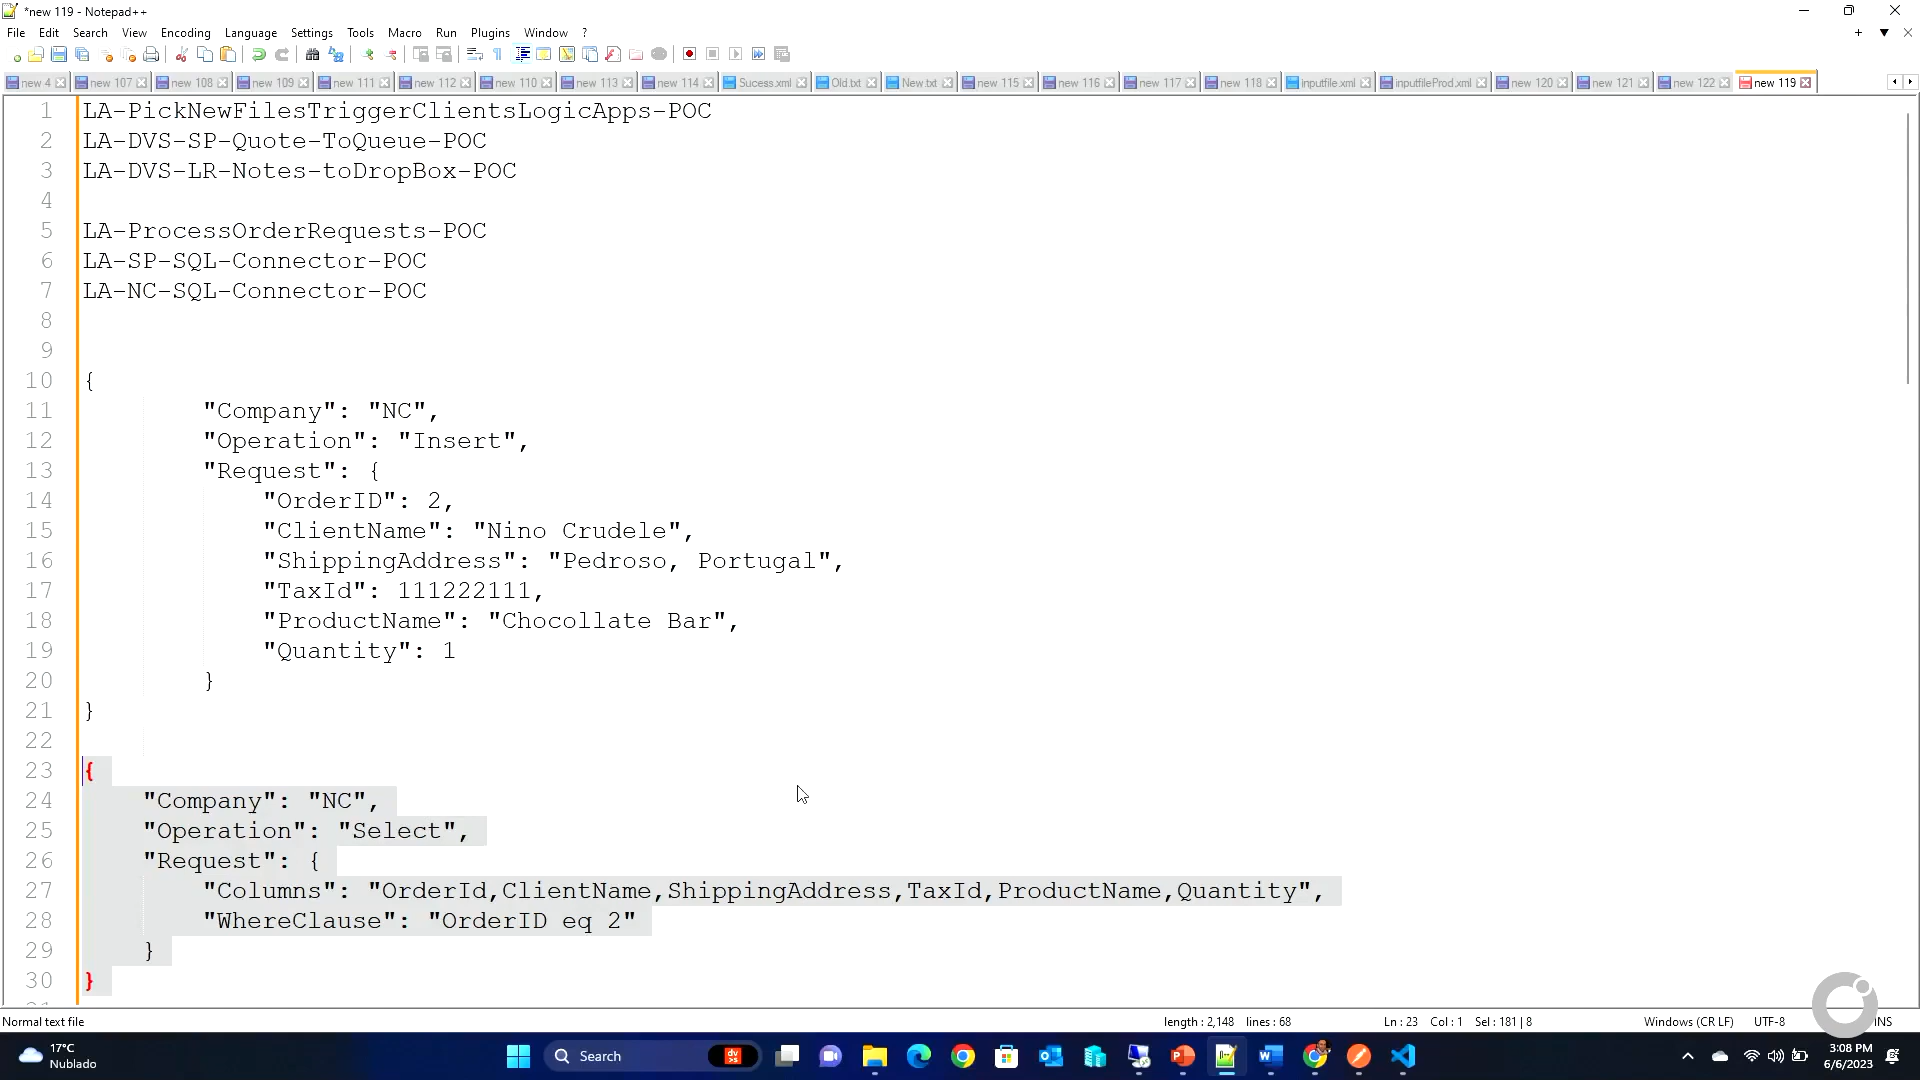 *new 119 - Notepad++
File Edit Search View Encoding Language Settings Tools Macro Run Plugins Window ?
new 4 new 107 new 108 new 109 new 111 new 112 new 110 new 113 new 114 Sucess.xml Old.txt New.txt new 115 new 116 new 117 new 118 inputfile.xml inputfileProd.xml new 120 new 121 new 122 new 119
1 LA-PickNewFilesTriggerClientsLogicApps-POC
2 LA-DVS-SP-Quote-ToQueue-POC
3 LA-DVS-LR-Notes-toDropBox-POC
4
5 LA-ProcessOrderRequests-POC
6 LA-SP-SQL-Connector-POC
7 LA-NC-SQL-Connector-POC
8
9
10 {
11 "Company": "NC",
12 "Operation": "Insert",
13 "Request": {
14 "OrderID": 2,
15 "ClientName": "Nino Crudele",
16 "ShippingAddress": "Pedroso, Portugal",
17 "TaxId": 111222111,
18 "ProductName": "Chocollate Bar",
19 "Quantity": 1
20 }
21 }
22
23 {
24 "Company": "NC",
25 "Operation": "Select",
26 "Request": {
27 "Columns": "OrderId,ClientName,ShippingAddress,TaxId,ProductName,Quantity",
28 "WhereClause": "OrderID eq 2"
29 }
30 }
Normal text file length : 2,148 lines : 68 Ln : 23 Col : 1 Sel : 181 | 8 Windows (CR LF) UTF-8 INS
17°C
Nublado
Search
3:08 PM
6/6/2023